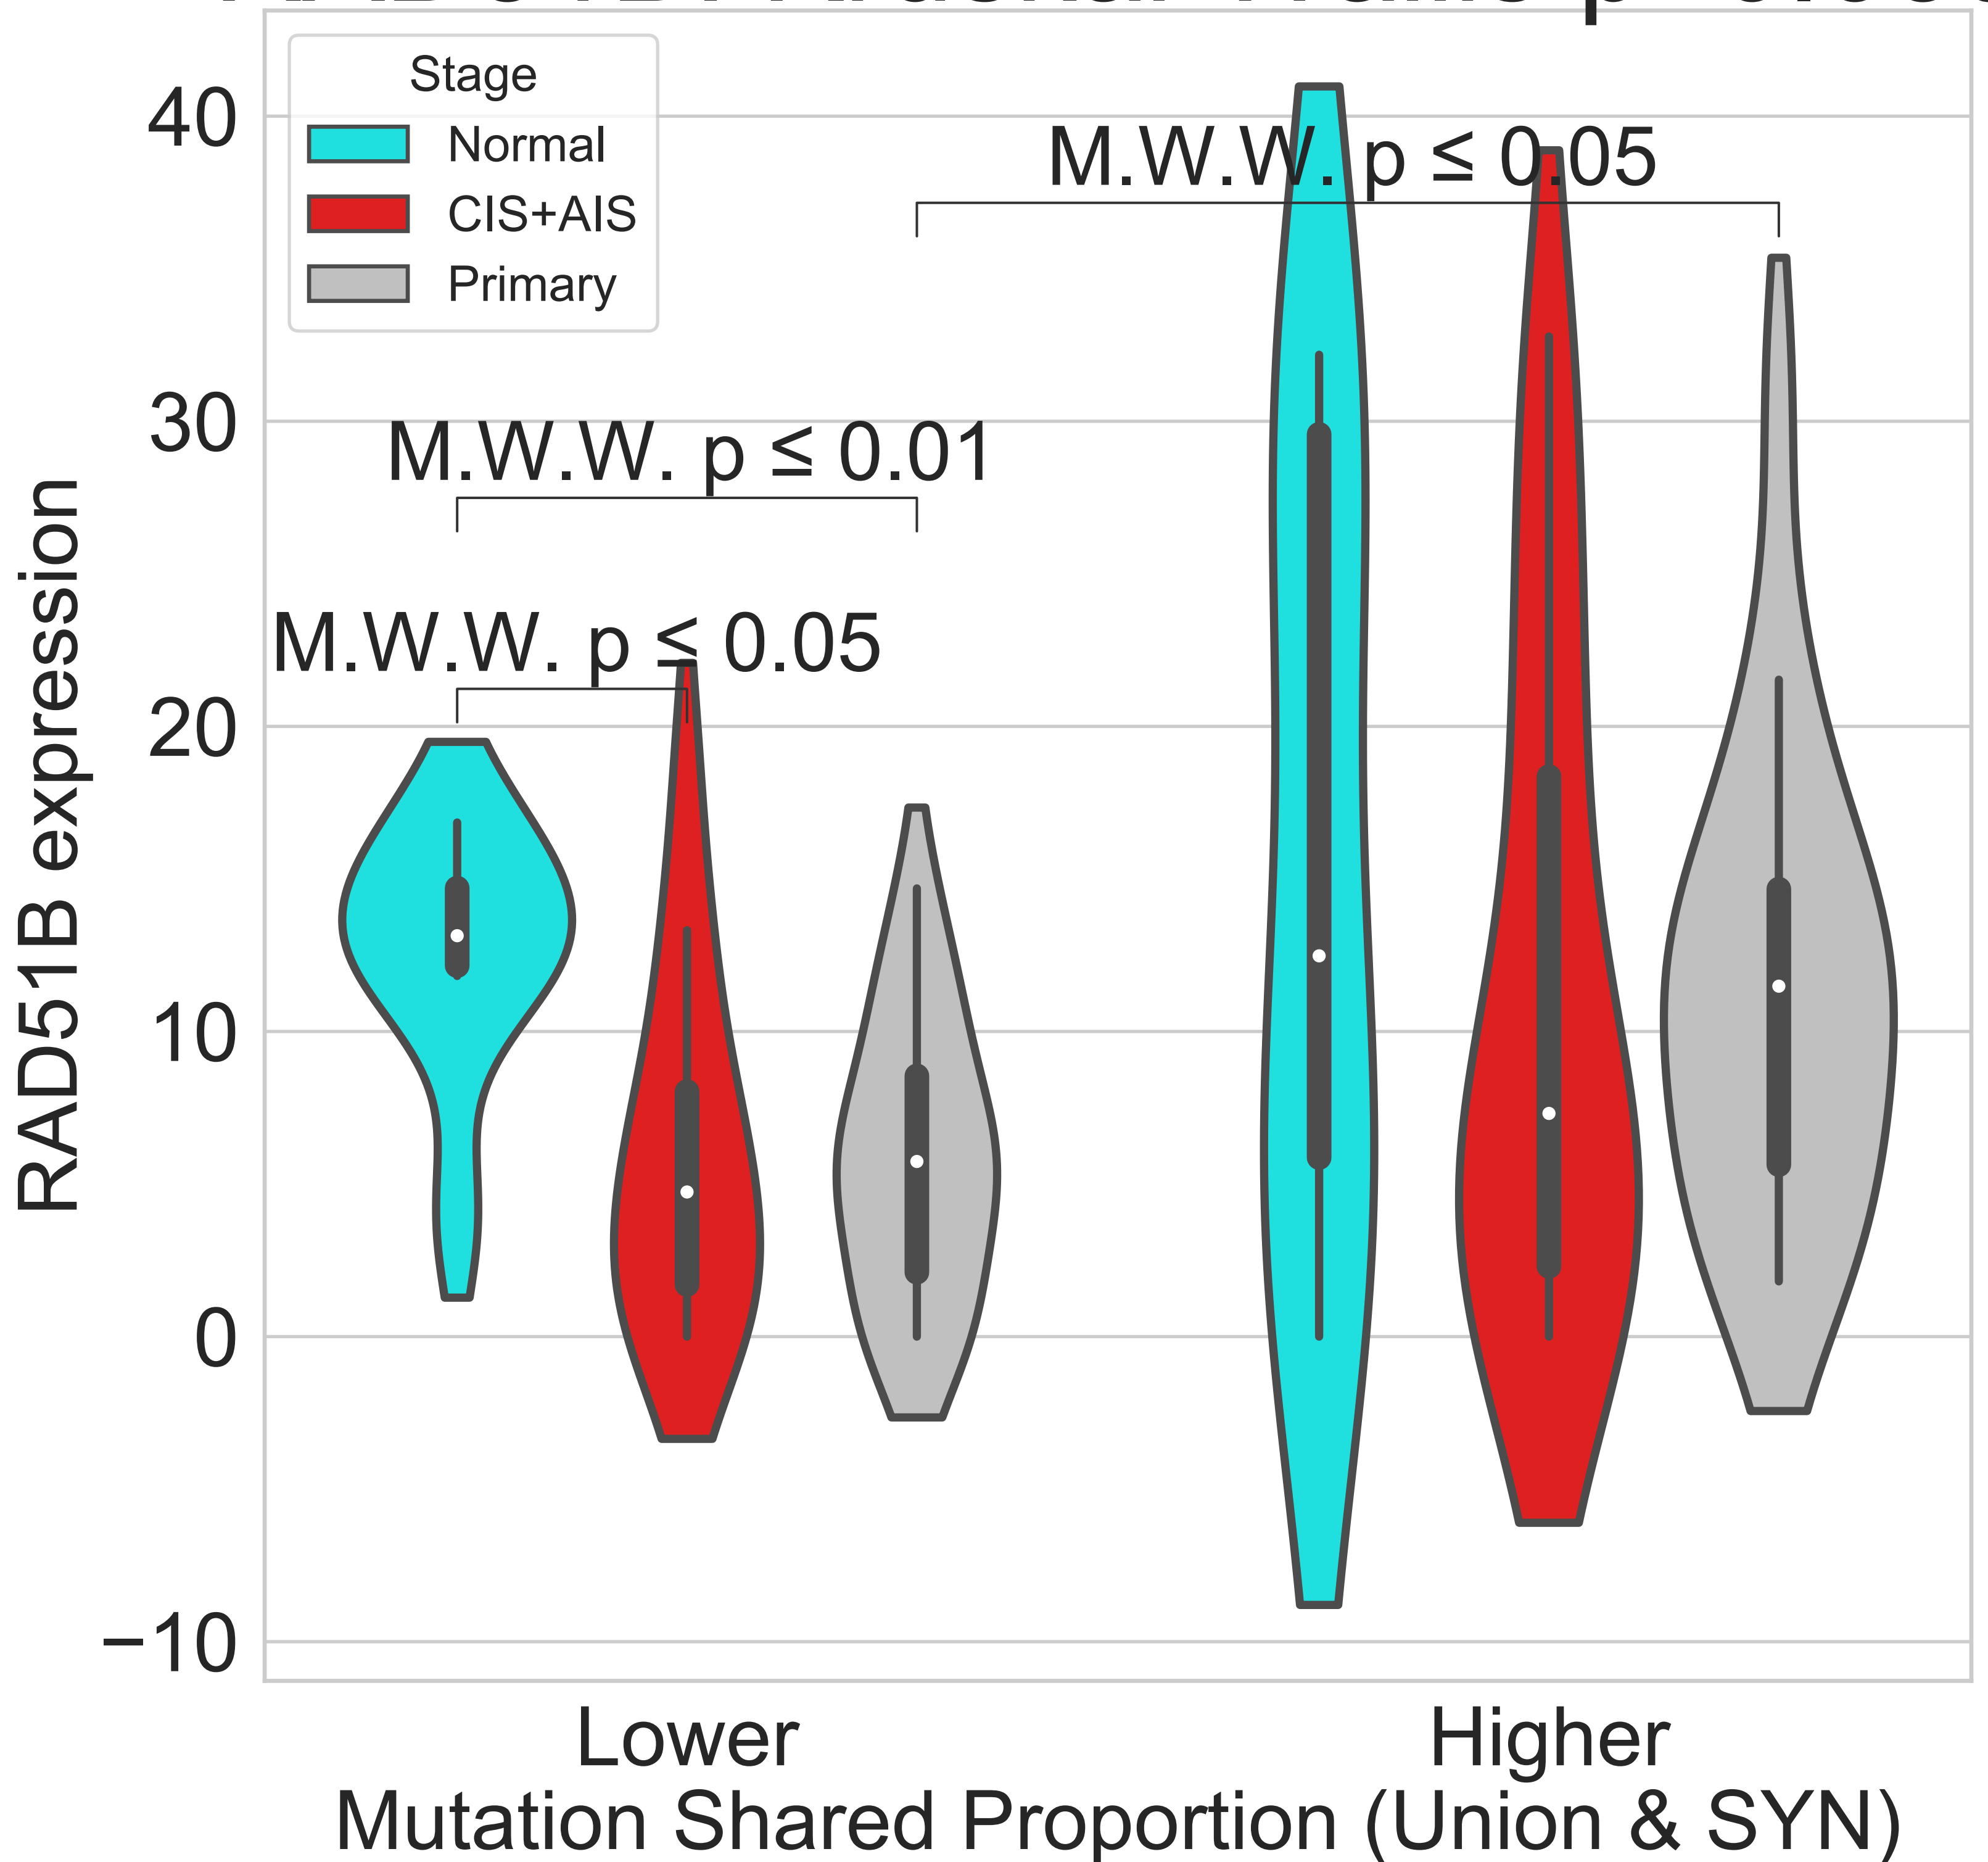 Stage
Normal
CIS+AIS
Primary
40
30
20
10
0
−10
RAD51B expression
M.W.W. p ≤ 0.05
M.W.W. p ≤ 0.01
M.W.W. p ≤ 0.05
Lower
Higher
Mutation Shared Proportion (Union & SYN)